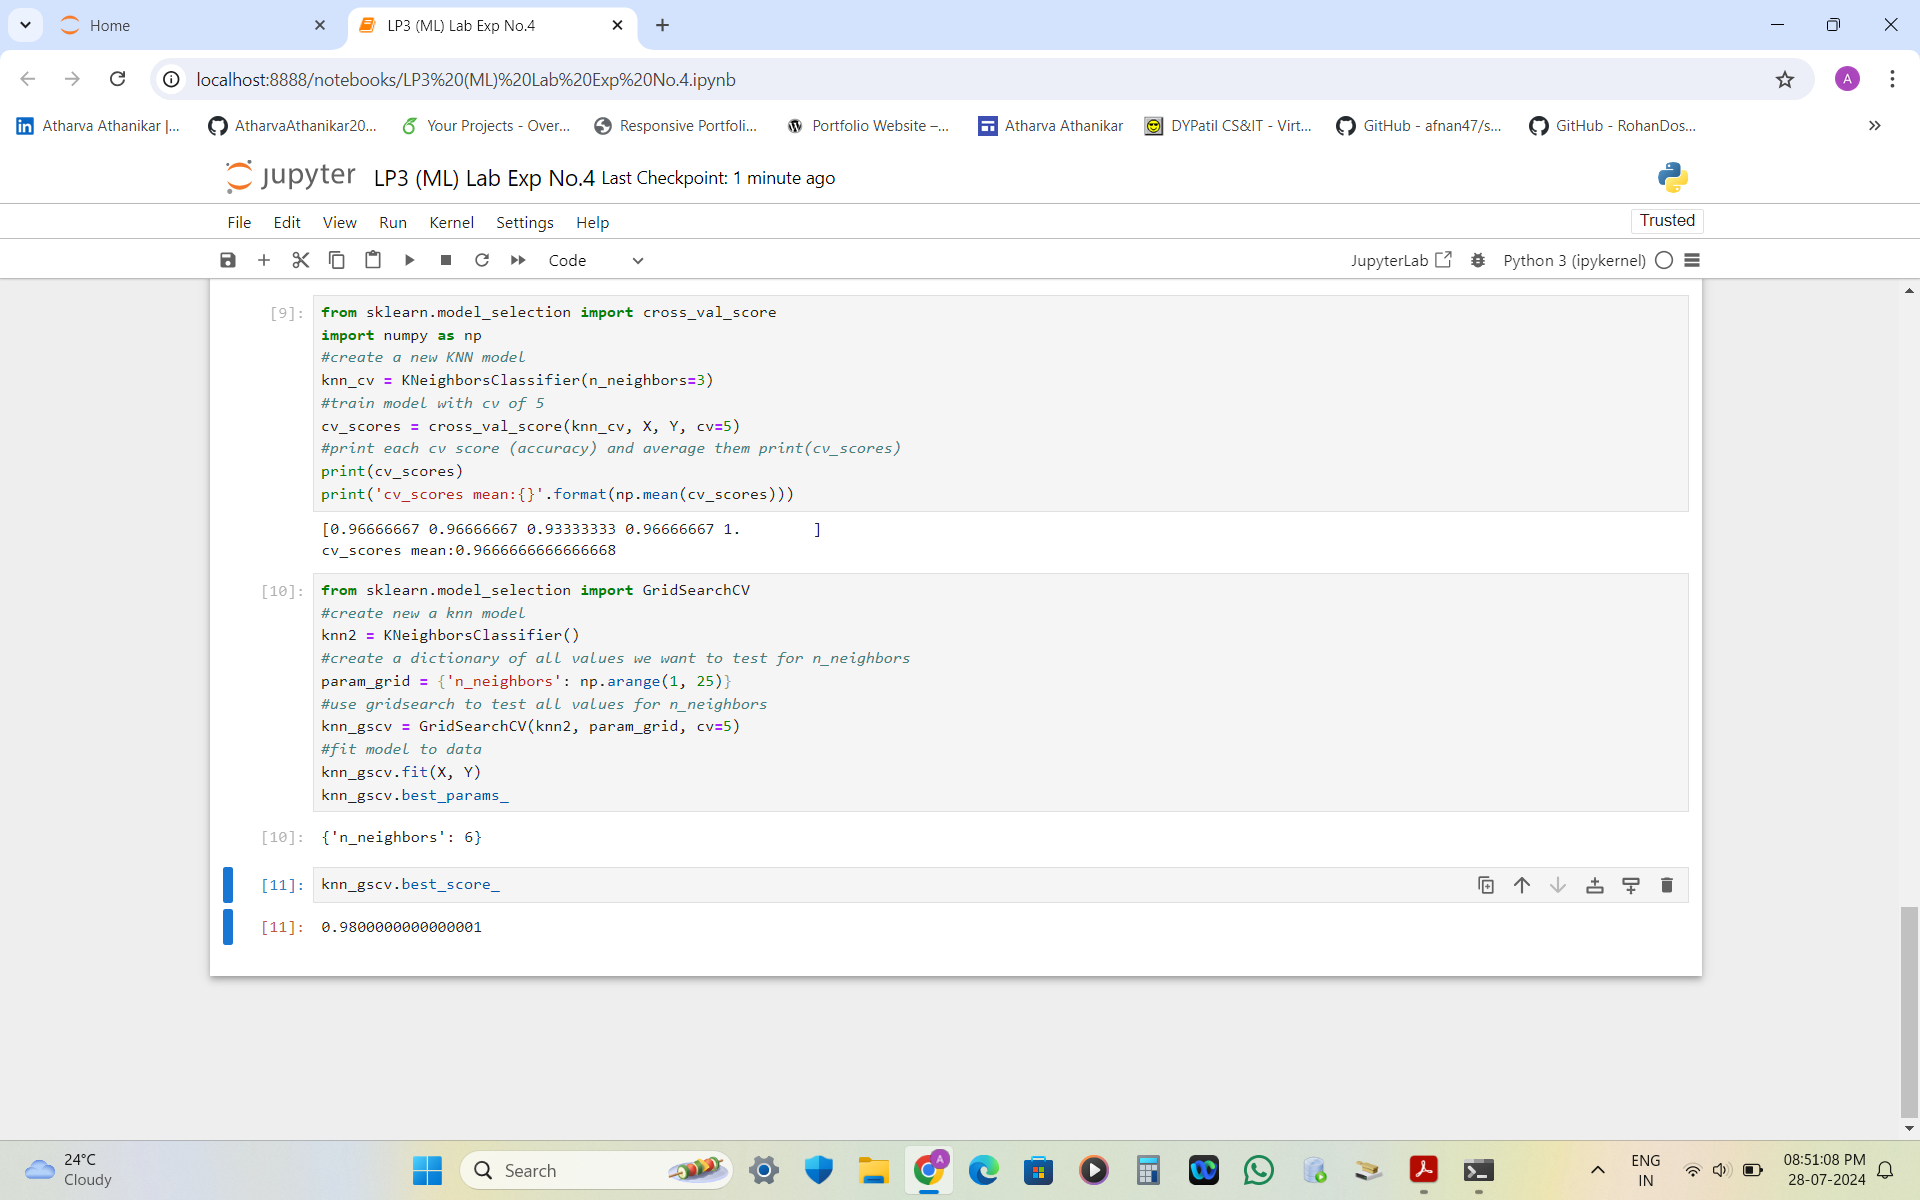 Home
LP3 (ML) Lab Exp No.4
localhost:8888/notebooks/LP3%20(ML)%20Lab%20Exp%20No.4.ipynb
A
Atharva Athanikar |...
AtharvaAthanikar20...
Your Projects - Over...
Responsive Portfoli...
Portfolio Website –...
Atharva Athanikar
DYPatil CS&IT - Virt...
GitHub - afnan47/s...
GitHub - RohanDos...
jupyter LP3 (ML) Lab Exp No.4 Last Checkpoint: 1 minute ago
File Edit View Run Kernel Settings Help
Trusted
Code
JupyterLab
Python 3 (ipykernel)
[9]:
from sklearn.model_selection import cross_val_score
import numpy as np
#create a new KNN model
knn_cv = KNeighborsClassifier(n_neighbors=3)
#train model with cv of 5
cv_scores = cross_val_score(knn_cv, X, Y, cv=5)
#print each cv score (accuracy) and average them print(cv_scores)
print(cv_scores)
print('cv_scores mean:{}'.format(np.mean(cv_scores)))
[0.96666667 0.96666667 0.93333333 0.96666667 1.        ]
cv_scores mean:0.9666666666666668
[10]:
from sklearn.model_selection import GridSearchCV
#create new a knn model
knn2 = KNeighborsClassifier()
#create a dictionary of all values we want to test for n_neighbors
param_grid = {'n_neighbors': np.arange(1, 25)}
#use gridsearch to test all values for n_neighbors
knn_gscv = GridSearchCV(knn2, param_grid, cv=5)
#fit model to data
knn_gscv.fit(X, Y)
knn_gscv.best_params_
[10]: {'n_neighbors': 6}
[11]: knn_gscv.best_score_
[11]: 0.9800000000000001
24°C
Cloudy
Search
A
ENG
IN
08:51:08 PM
28-07-2024